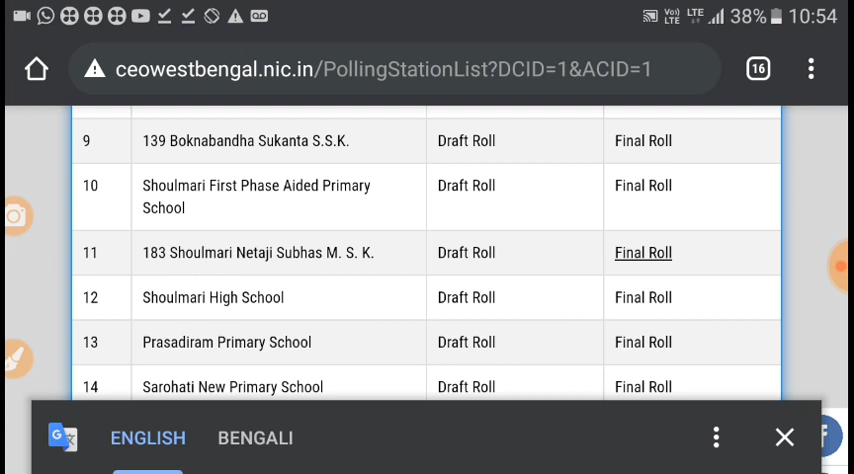 Vo))
LTE
LTE
38%
10:54
ceowestbengal.nic.in/PollingStationList?DCID=1&ACID=1
16
9 139 Boknabandha Sukanta S.S.K. Draft Roll Final Roll
10 Shoulmari First Phase Aided Primary Draft Roll Final Roll
School
11 183 Shoulmari Netaji Subhas M. S. K. Draft Roll Final Roll
12 Shoulmari High School Draft Roll Final Roll
13 Prasadiram Primary School Draft Roll Final Roll
14 Sarohati New Primary School Draft Roll Final Roll
ENGLISH BENGALI